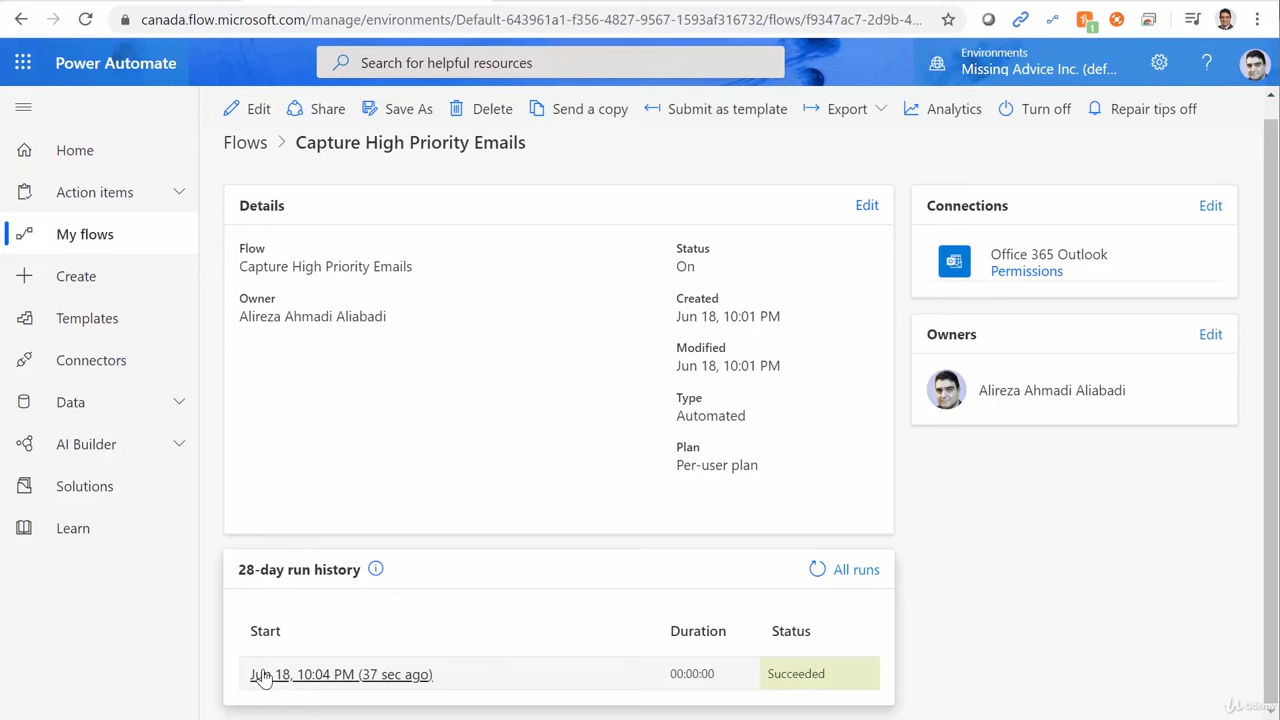 canada.flow.microsoft.com/manage/environments/Default-643961a1-f356-4827-9567-1593af316732/flows/f9347ac7-2d9b-4...
1
Power Automate
Search for helpful resources
Environments
Missing Advice Inc. (def...
Edit
Share
Save As
Delete
Send a copy
Submit as template
Export
Analytics
Turn off
Repair tips off
Flows > Capture High Priority Emails
Home
Action items
My flows
Create
Templates
Connectors
Data
AI Builder
Solutions
Learn
Details
Edit
Flow
Capture High Priority Emails
Owner
Alireza Ahmadi Aliabadi
Status
On
Created
Jun 18, 10:01 PM
Modified
Jun 18, 10:01 PM
Type
Automated
Plan
Per-user plan
Connections
Edit
Office 365 Outlook
Permissions
Owners
Edit
Alireza Ahmadi Aliabadi
28-day run history
All runs
Start
Duration
Status
Jun 18, 10:04 PM (37 sec ago)
00:00:00
Succeeded
Udemy